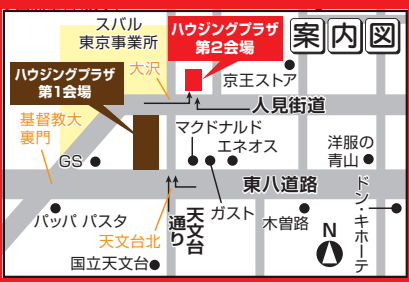 スバル
東京事業所
ハウジングプラザ
第2会場
案内図
ハウジングプラザ
第1会場
大沢
京王ストア
人見街道
基督教大
裏門
マクドナルド
エネオス
洋服の
青山
GS
東八道路
パッパ パスタ
天文台北
天文台
通り
ガスト
木曽路
N
ドン・キホーテ
国立天文台